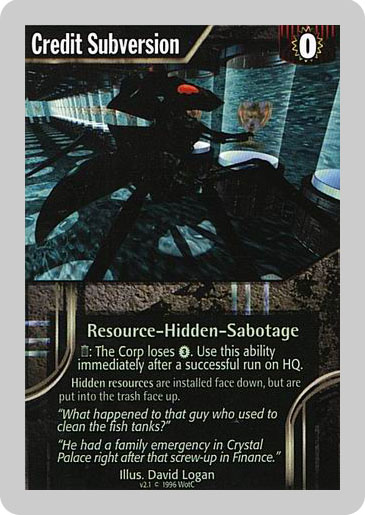 Credit Subversion
0
Resource-Hidden-Sabotage
: The Corp loses 3. Use this ability
immediately after a successful run on HQ.
Hidden resources are installed face down, but are
put into the trash face up.
“What happened to that guy who used to
clean the fish tanks?”
“He had a family emergency in Crystal
Palace right after that screw-up in Finance.”
Illus. David Logan
v2.1 © 1996 WotC